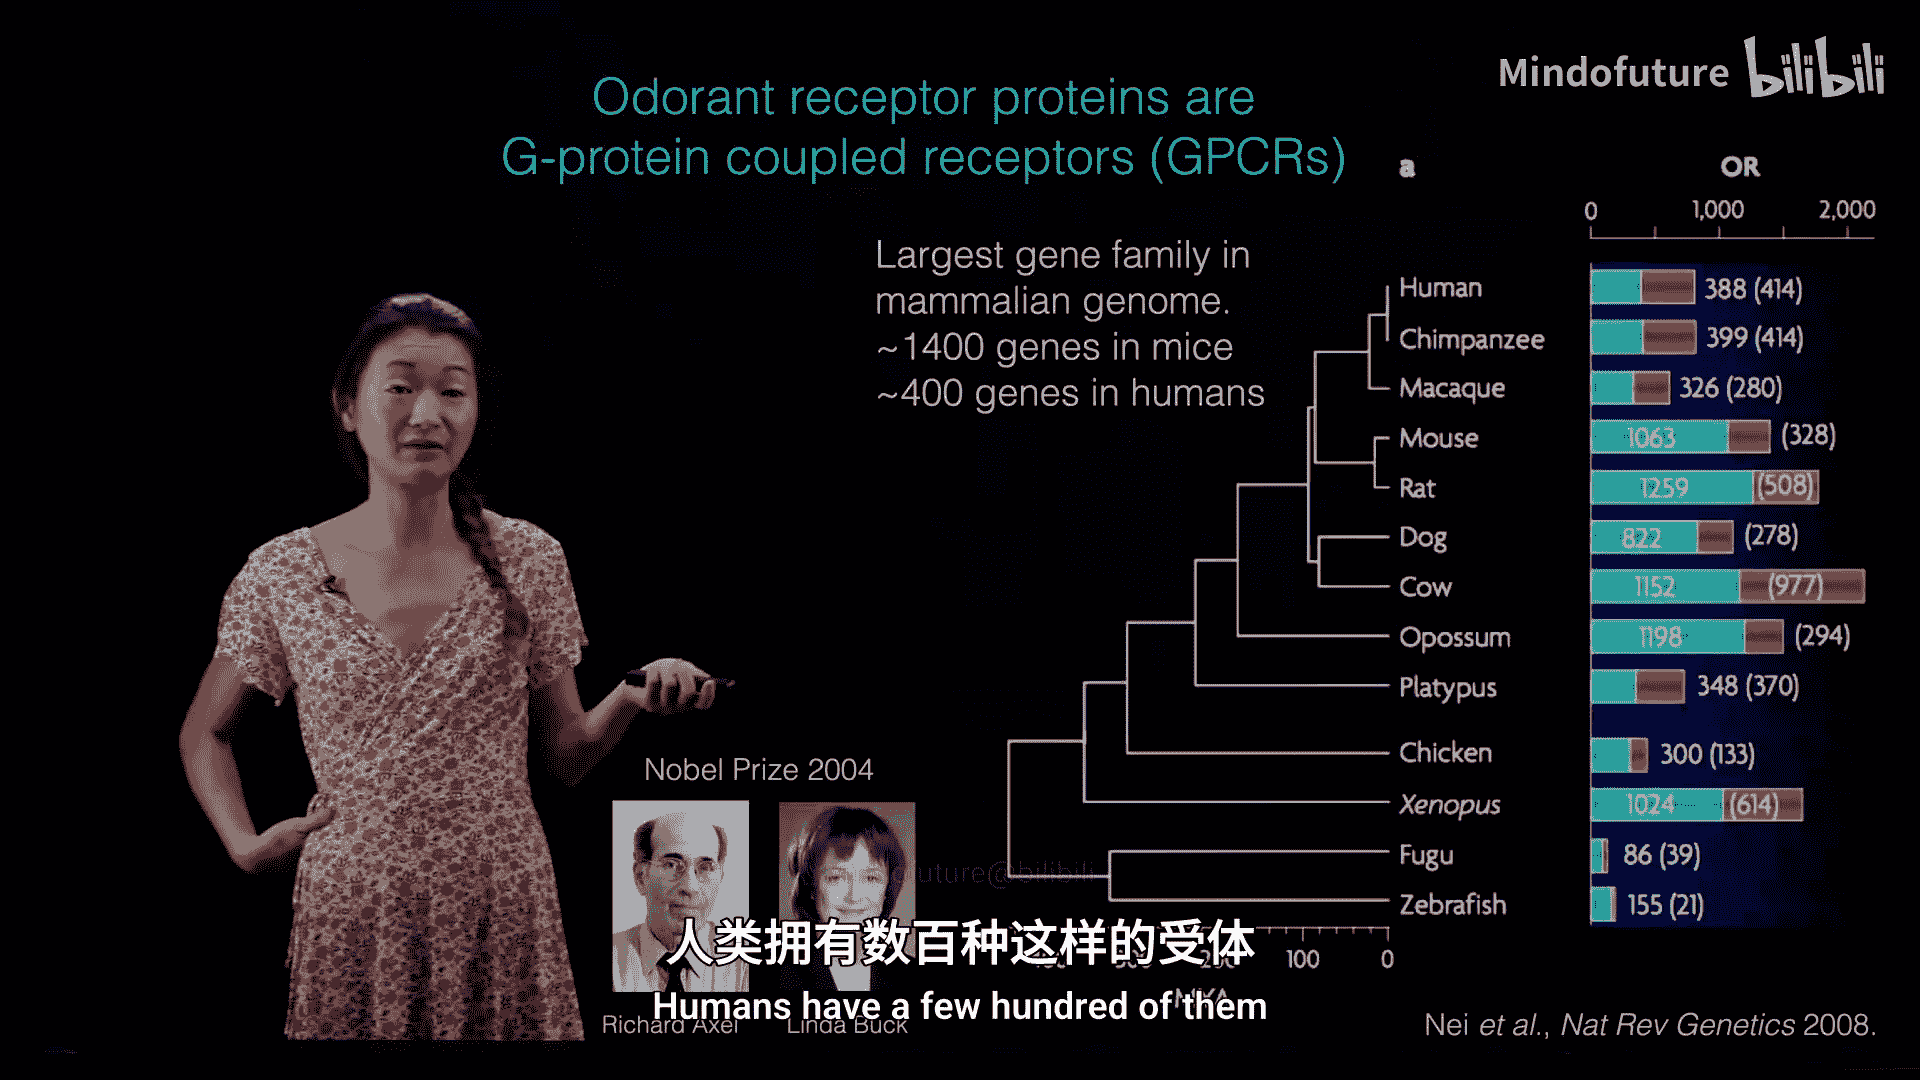 Mindofuture bilibili
Odorant receptor proteins are
G-protein coupled receptors (GPCRs)
Largest gene family in
mammalian genome.
~1400 genes in mice
~400 genes in humans
a
OR
0 1,000 2,000
Human 388 (414)
Chimpanzee 399 (414)
Macaque 326 (280)
Mouse 1063 (328)
Rat 1259 (508)
Dog 822 (278)
Cow 1152 (977)
Opossum 1198 (294)
Platypus 348 (370)
Chicken 300 (133)
Xenopus 1024 (614)
Fugu 86 (39)
Zebrafish 155 (21)
100 0
Nobel Prize 2004
future@bilibili
人类拥有数百种这样的受体
Humans have a few hundred of them
Richard Axel Linda Buck
Nei et al., Nat Rev Genetics 2008.